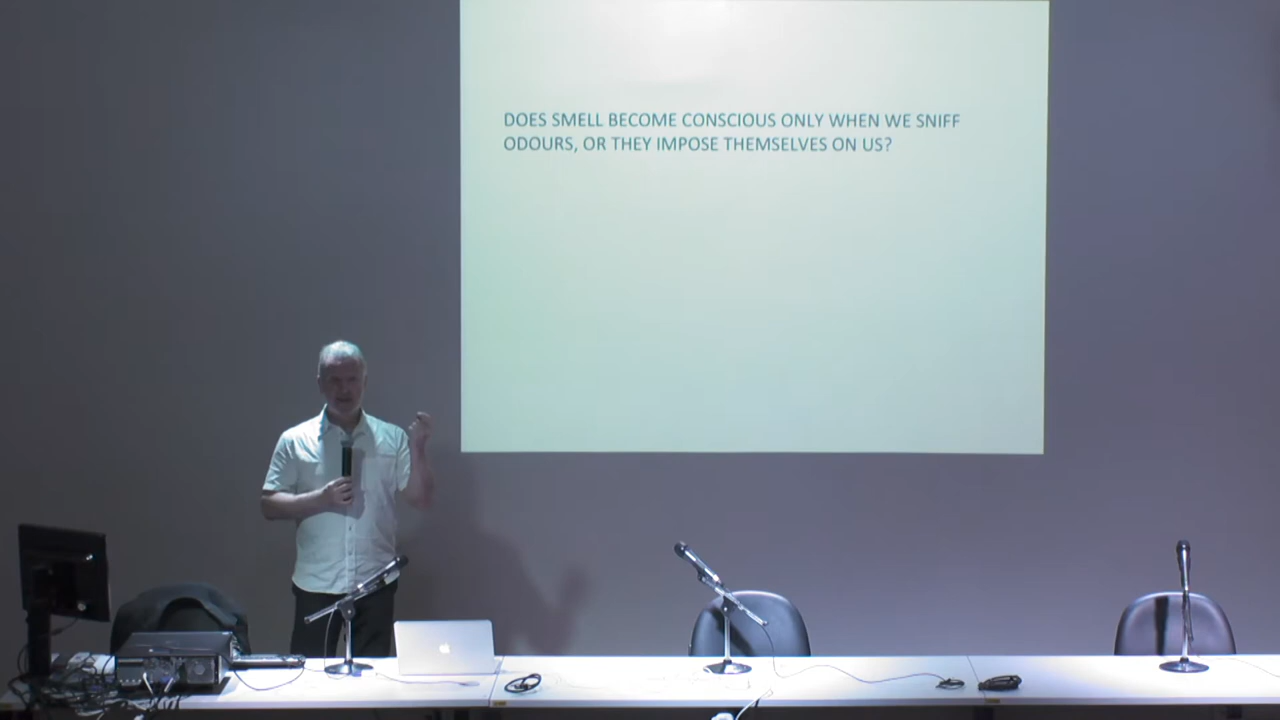 DOES SMELL BECOME CONSCIOUS ONLY WHEN WE SNIFF
ODOURS, OR THEY IMPOSE THEMSELVES ON US?